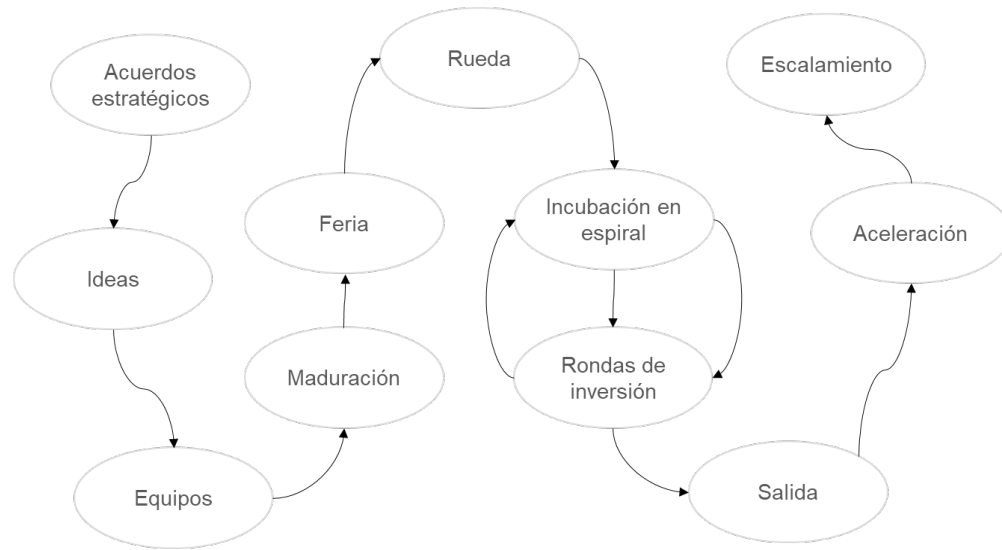 Acuerdos
estratégicos
Ideas
Equipos
Maduración
Feria
Rueda
Incubación en
espiral
Rondas de
inversión
Salida
Aceleración
Escalamiento